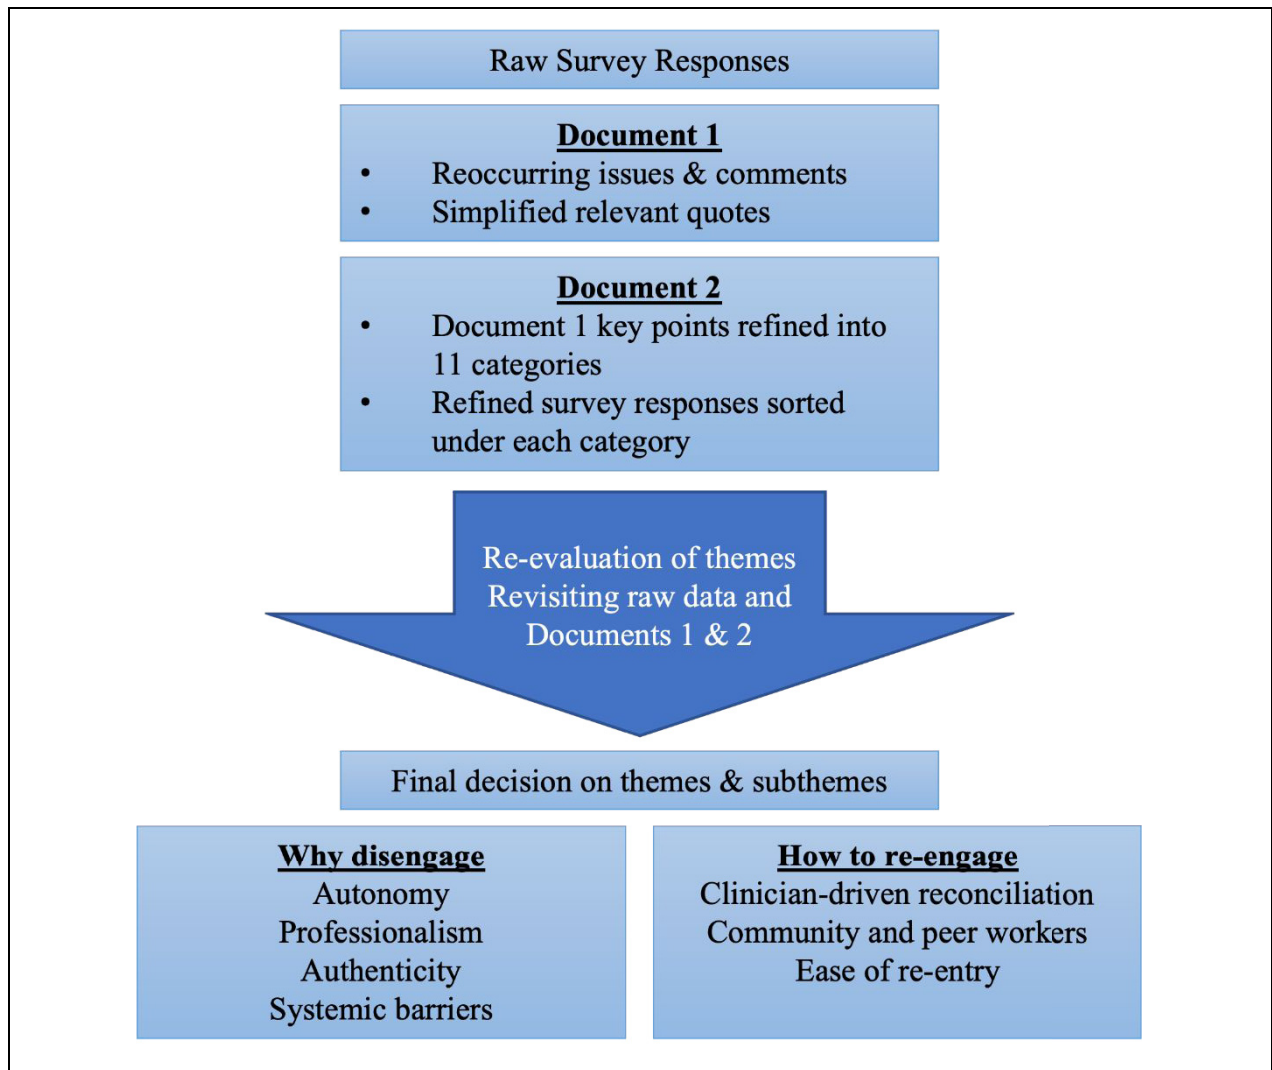 Raw Survey Responses
Document 1
• Reoccurring issues & comments
• Simplified relevant quotes
Document 2
• Document 1 key points refined into
11 categories
• Refined survey responses sorted
under each category
Re-evaluation of themes
Revisiting raw data and
Documents 1 & 2
Final decision on themes & subthemes
Why disengage
Autonomy
Professionalism
Authenticity
Systemic barriers
How to re-engage
Clinician-driven reconciliation
Community and peer workers
Ease of re-entry